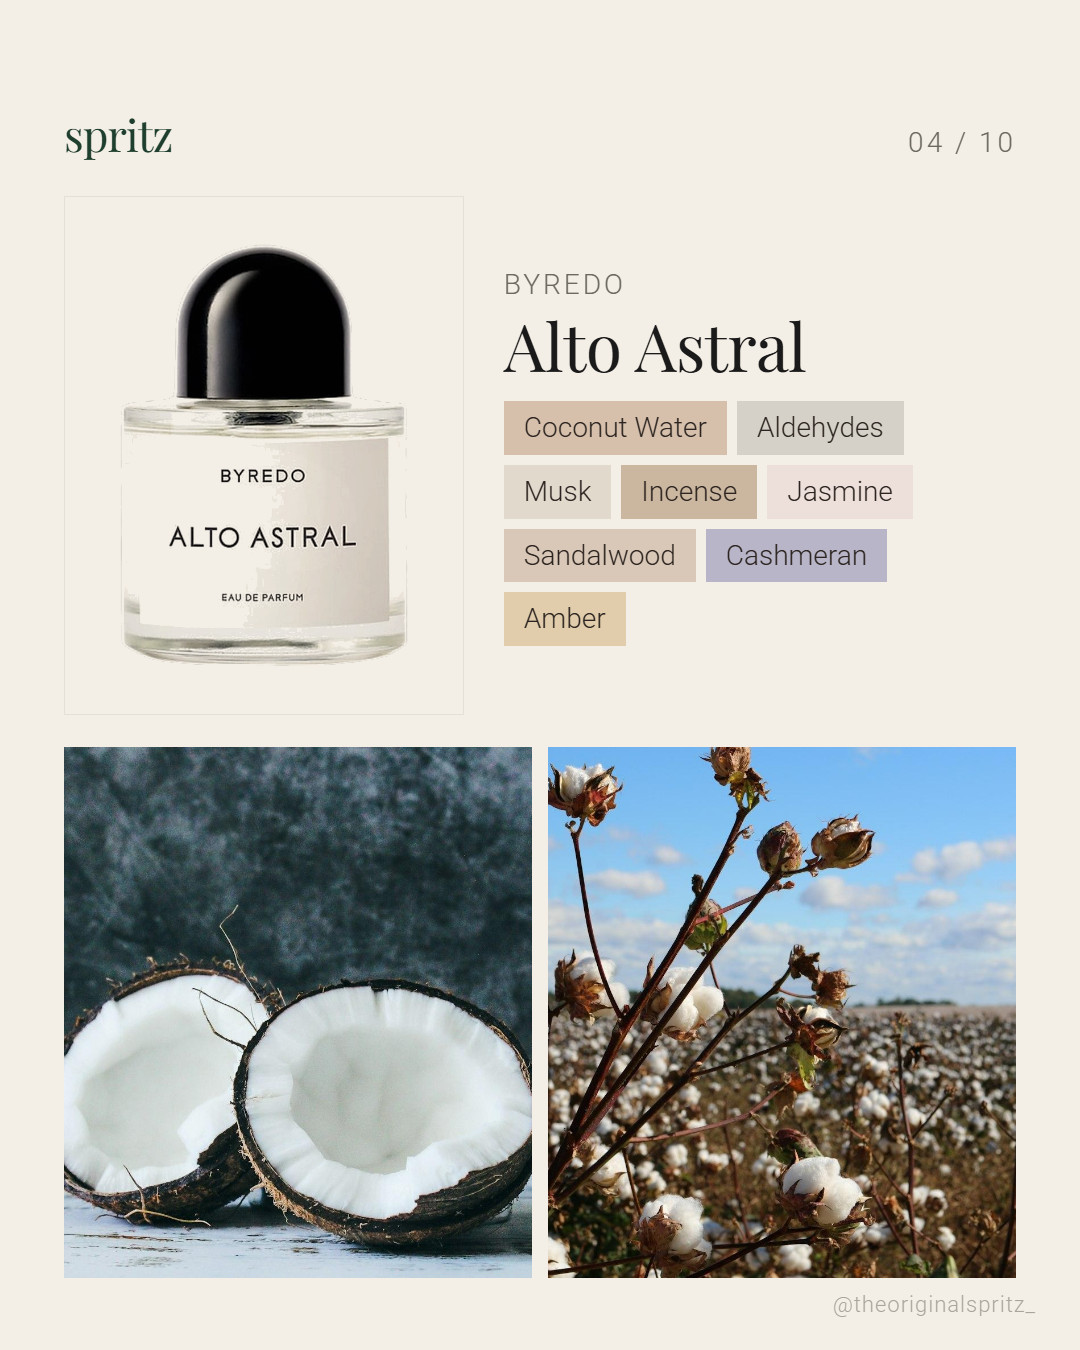 spritz
04 / 10
BYREDO
Alto Astral
Coconut Water Aldehydes
Musk Incense Jasmine
Sandalwood Cashmeran
Amber
BYREDO
ALTO ASTRAL
EAU DE PARFUM
@theoriginalspritz_